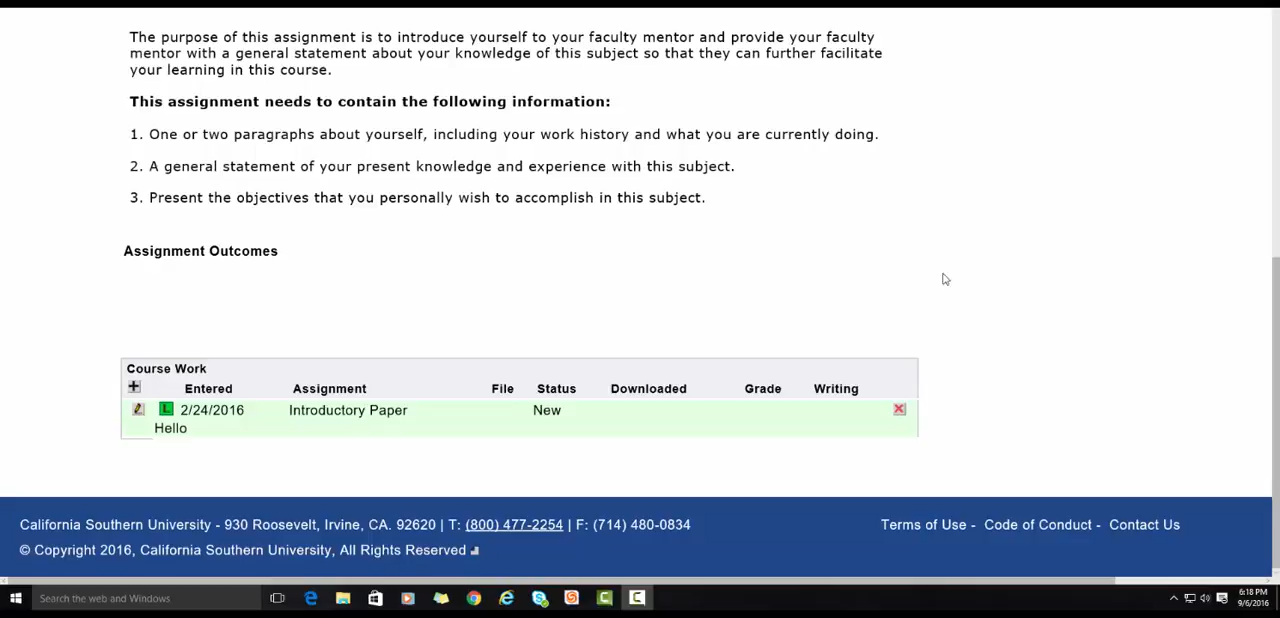 The purpose of this assignment is to introduce yourself to your faculty mentor and provide your faculty
mentor with a general statement about your knowledge of this subject so that they can further facilitate
your learning in this course.
This assignment needs to contain the following information:
1. One or two paragraphs about yourself, including your work history and what you are currently doing.
2. A general statement of your present knowledge and experience with this subject.
3. Present the objectives that you personally wish to accomplish in this subject.
Assignment Outcomes
Course Work
Entered Assignment File Status Downloaded Grade Writing
L 2/24/2016 Introductory Paper New
Hello
California Southern University - 930 Roosevelt, Irvine, CA. 92620 | T: (800) 477-2254 | F: (714) 480-0834 Terms of Use - Code of Conduct - Contact Us
© Copyright 2016, California Southern University, All Rights Reserved
Search the web and Windows
6:18 PM
9/6/2016